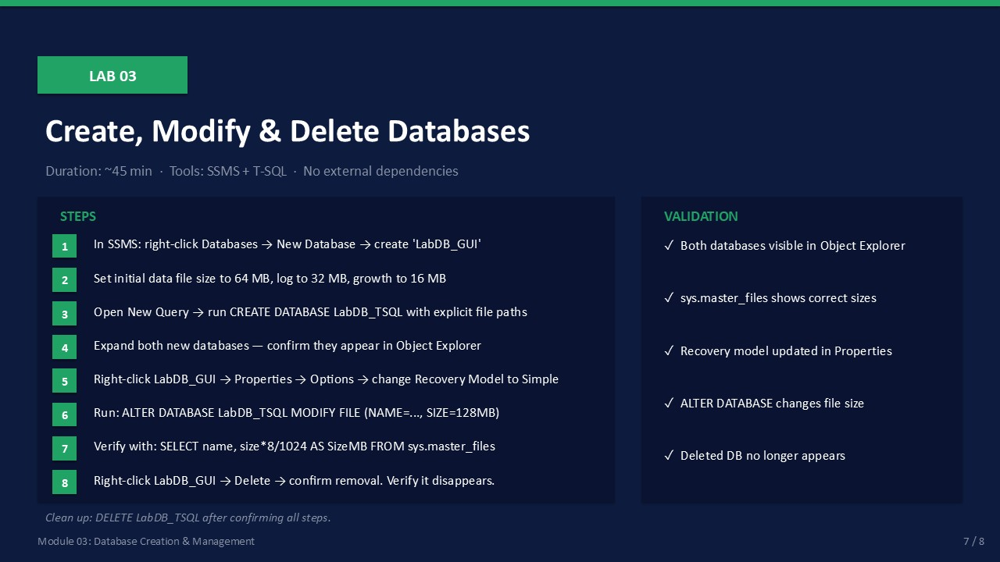 LAB 03
Create, Modify & Delete Databases
Duration: ~45 min · Tools: SSMS + T-SQL · No external dependencies
STEPS
1 In SSMS: right-click Databases → New Database → create 'LabDB_GUI'
2 Set initial data file size to 64 MB, log to 32 MB, growth to 16 MB
3 Open New Query → run CREATE DATABASE LabDB_TSQL with explicit file paths
4 Expand both new databases — confirm they appear in Object Explorer
5 Right-click LabDB_GUI → Properties → Options → change Recovery Model to Simple
6 Run: ALTER DATABASE LabDB_TSQL MODIFY FILE (NAME=..., SIZE=128MB)
7 Verify with: SELECT name, size*8/1024 AS SizeMB FROM sys.master_files
8 Right-click LabDB_GUI → Delete → confirm removal. Verify it disappears.
VALIDATION
✓ Both databases visible in Object Explorer
✓ sys.master_files shows correct sizes
✓ Recovery model updated in Properties
✓ ALTER DATABASE changes file size
✓ Deleted DB no longer appears
Clean up: DELETE LabDB_TSQL after confirming all steps.
Module 03: Database Creation & Management
7 / 8